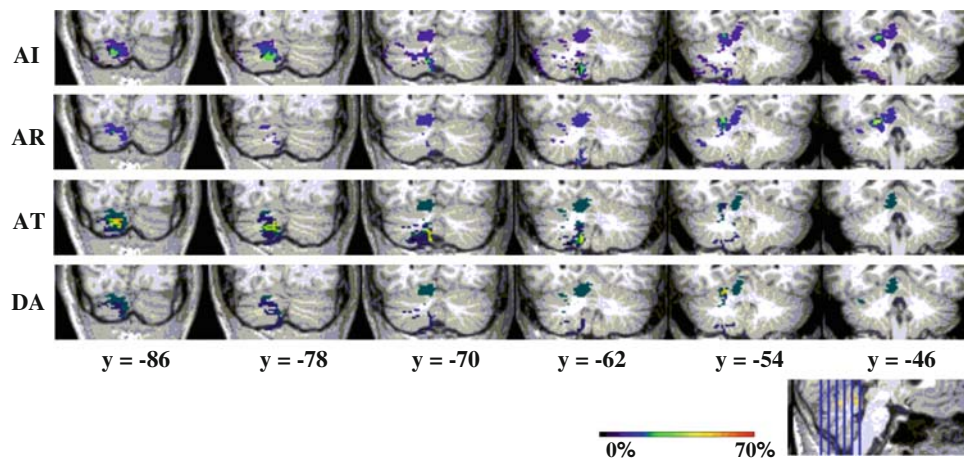 AI
AR
AT
DA
y = -86 y = -78 y = -70 y = -62 y = -54 y = -46
0% 70%